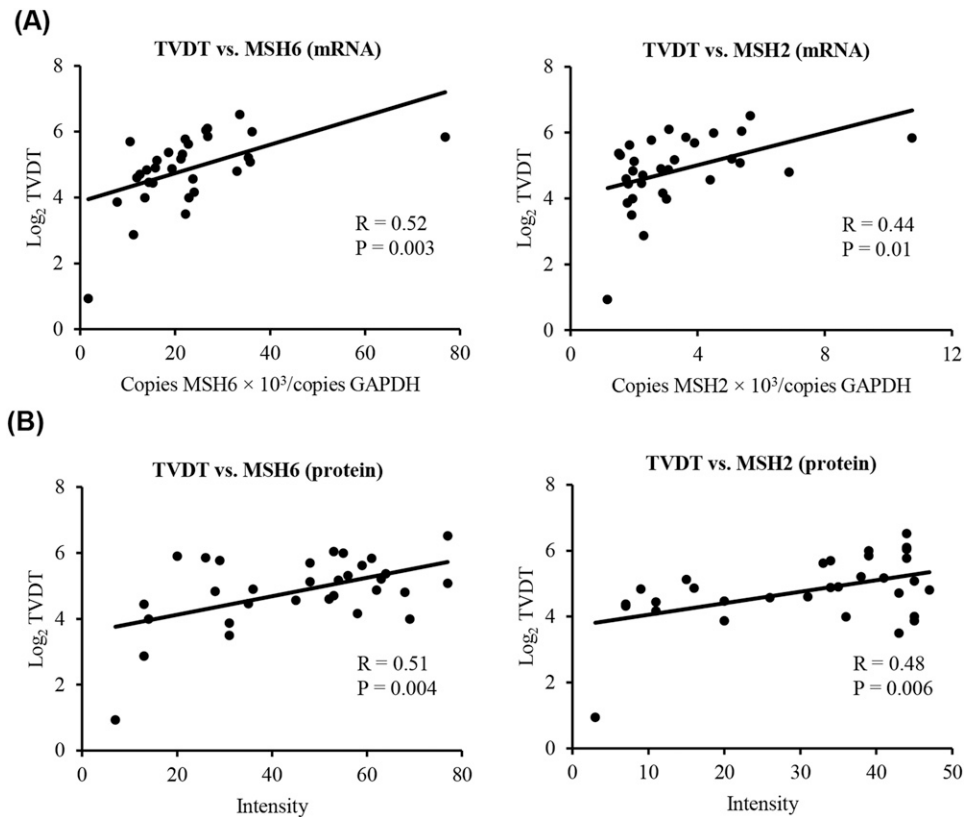 (A)
TVDT vs. MSH6 (mRNA)
8
6
4
2
0
Log₂ TVDT
R = 0.52
P = 0.003
0 20 40 60 80
Copies MSH6 × 10³/copies GAPDH
TVDT vs. MSH2 (mRNA)
8
6
4
2
0
Log₂ TVDT
R = 0.44
P = 0.01
0 4 8 12
Copies MSH2 × 10³/copies GAPDH
(B)
TVDT vs. MSH6 (protein)
8
6
4
2
0
Log₂ TVDT
R = 0.51
P = 0.004
0 20 40 60 80
Intensity
TVDT vs. MSH2 (protein)
8
6
4
2
0
Log₂ TVDT
R = 0.48
P = 0.006
0 10 20 30 40 50
Intensity